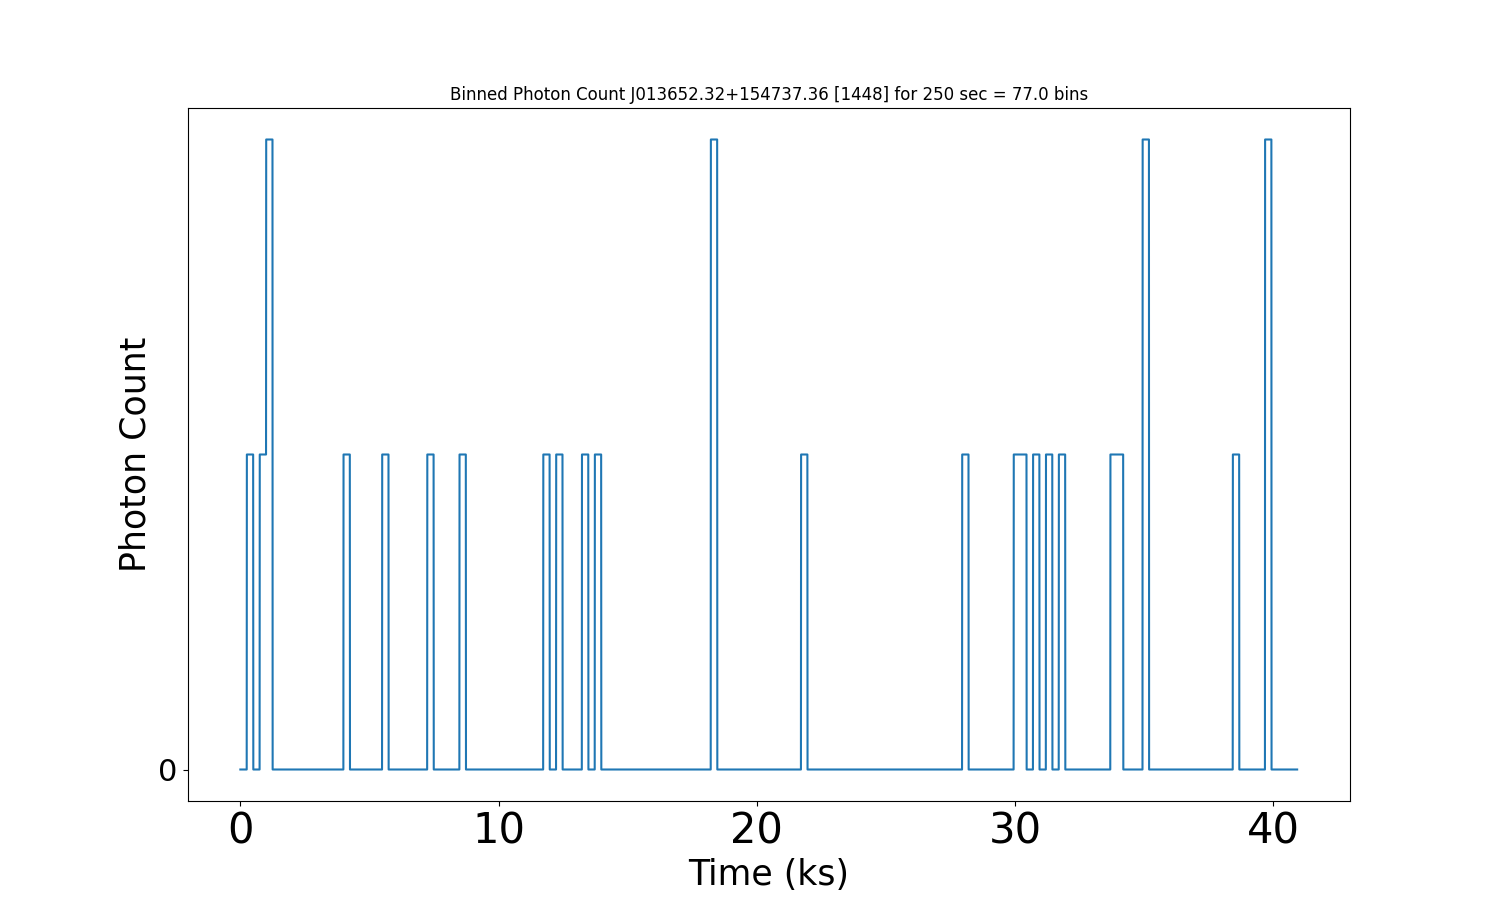 Binned Photon Count J013652.32+154737.36 [1448] for 250 sec = 77.0 bins
Photon Count
0
0 10 20 30 40
Time (ks)